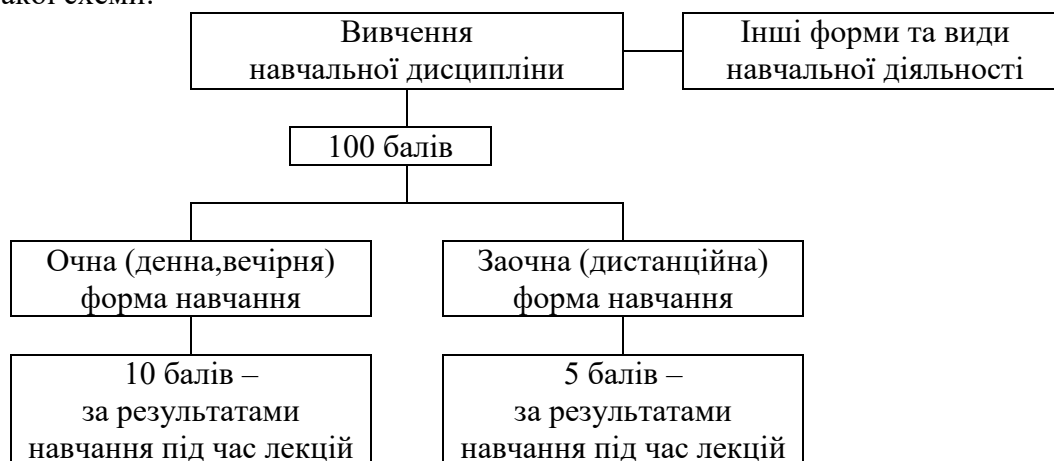 акої схеми:
Вивчення
навчальної дисципліни
Інші форми та види
навчальної діяльності
100 балів
Очна (денна,вечірня)
форма навчання
Заочна (дистанційна)
форма навчання
10 балів –
за результатами
навчання під час лекцій
5 балів –
за результатами
навчання під час лекцій